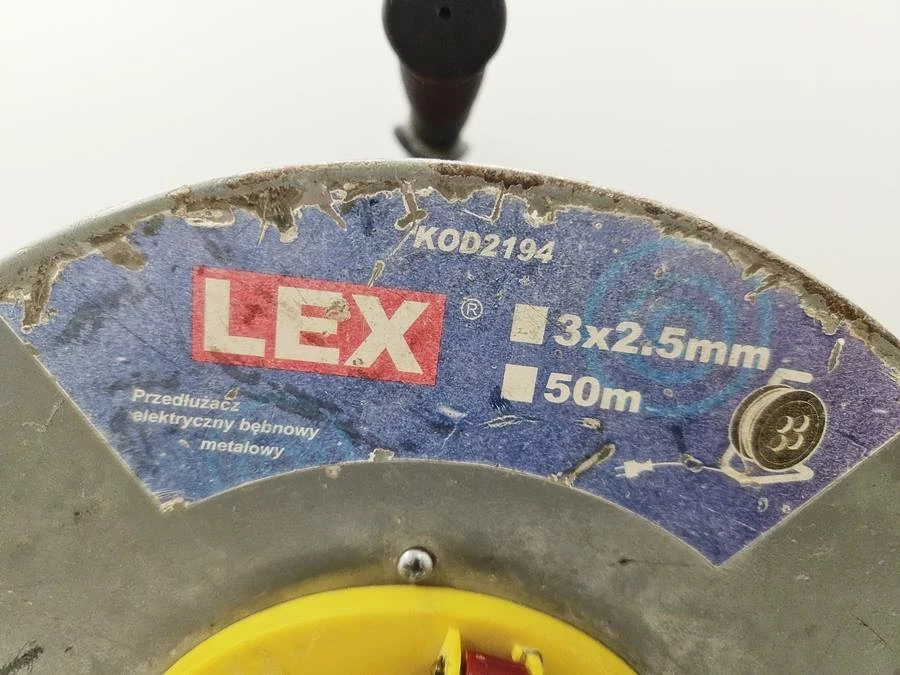 KOD2194
LEX ®
3x2.5mm
50m
Przedłużacz
elektryczny bębnowy
metalowy